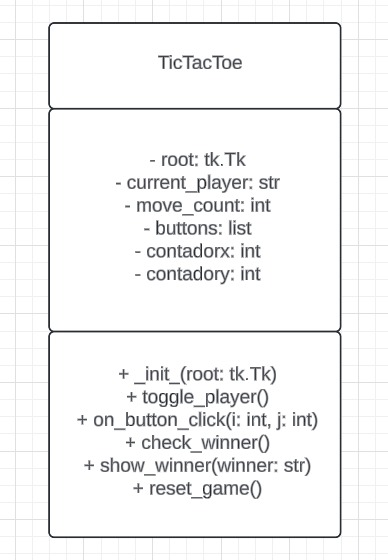 TicTacToe
- root: tk.Tk
- current_player: str
- move_count: int
- buttons: list
- contadorx: int
- contadory: int
+ _init_(root: tk.Tk)
+ toggle_player()
+ on_button_click(i: int, j: int)
+ check_winner()
+ show_winner(winner: str)
+ reset_game()